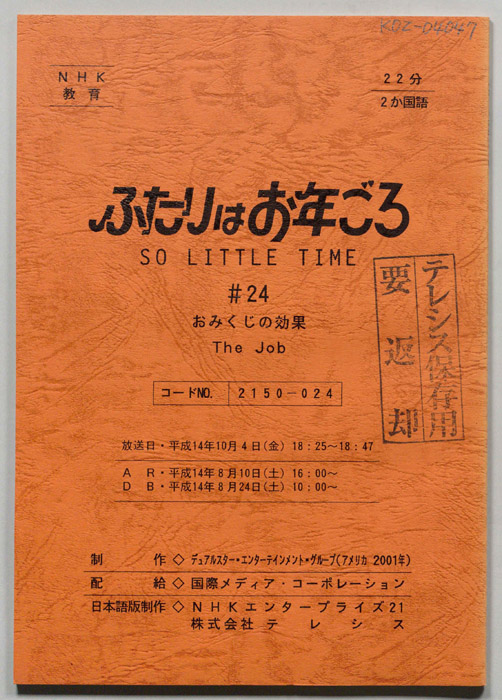 KQZ-D4047
NHK
教育
22分
2か国語
ふたりはお年ごろ
SO LITTLE TIME
#24
おみくじの効果
The Job
コードNO. 2150-024
テレシス保存用
要返却
放送日・平成14年10月4日(金) 18:25~18:47
AR・平成14年8月10日(土) 16:00~
DB・平成14年8月24日(土) 10:00~
制作◇デュアルスター・エンターテインメント・グループ(アメリカ 2001年)
配給◇国際メディア・コーポレーション
日本語版制作◇NHKエンタープライズ21
株式会社テレシス